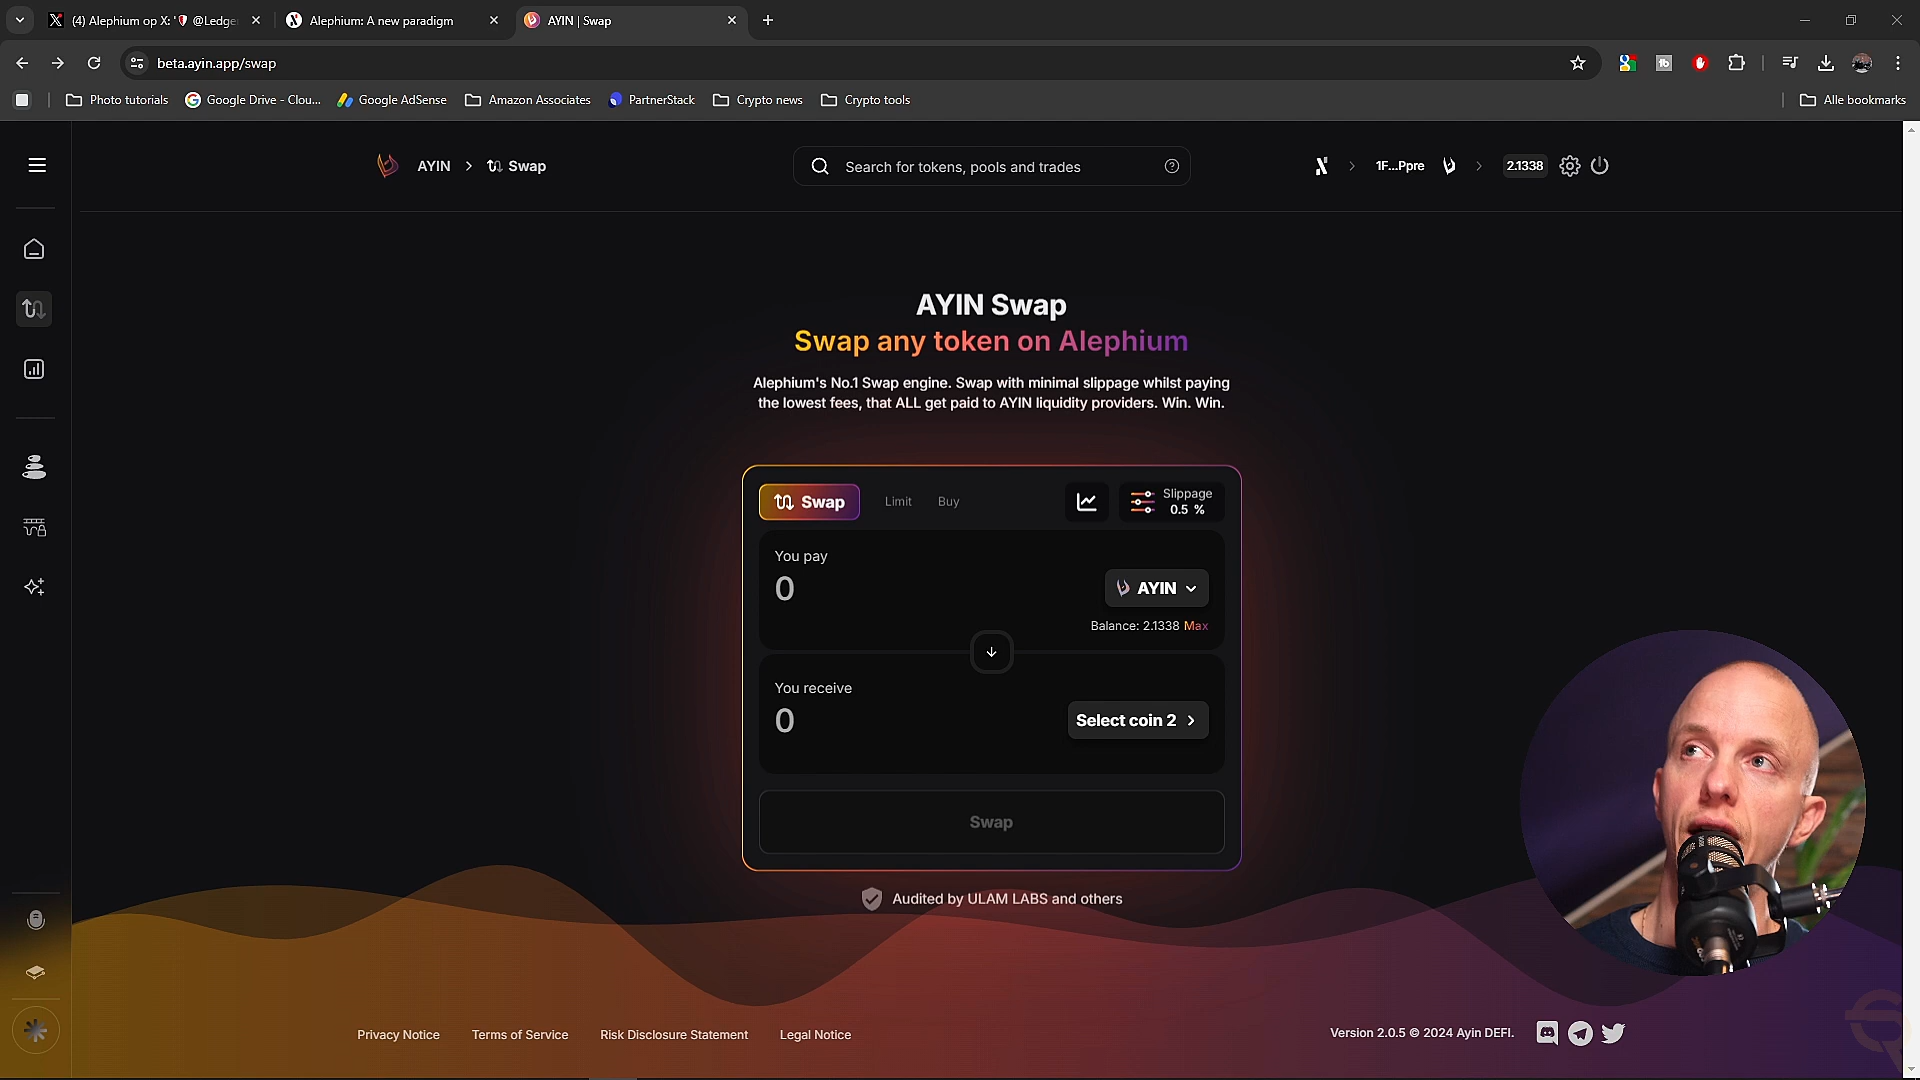 (4) Alephium op X: '🛡 @Ledge
Alephium: A new paradigm
AYIN | Swap
beta.ayin.app/swap
Photo tutorials
Google Drive - Clou...
Google AdSense
Amazon Associates
PartnerStack
Crypto news
Crypto tools
Alle bookmarks
AYIN > Swap
Search for tokens, pools and trades
1F...Ppre
2.1338
AYIN Swap
Swap any token on Alephium
Alephium's No.1 Swap engine. Swap with minimal slippage whilst paying
the lowest fees, that ALL get paid to AYIN liquidity providers. Win. Win.
Swap
Limit
Buy
Slippage
0.5 %
You pay
0
AYIN
Balance: 2.1338 Max
You receive
0
Select coin 2
Swap
Audited by ULAM LABS and others
Privacy Notice
Terms of Service
Risk Disclosure Statement
Legal Notice
Version 2.0.5 © 2024 Ayin DEFI.